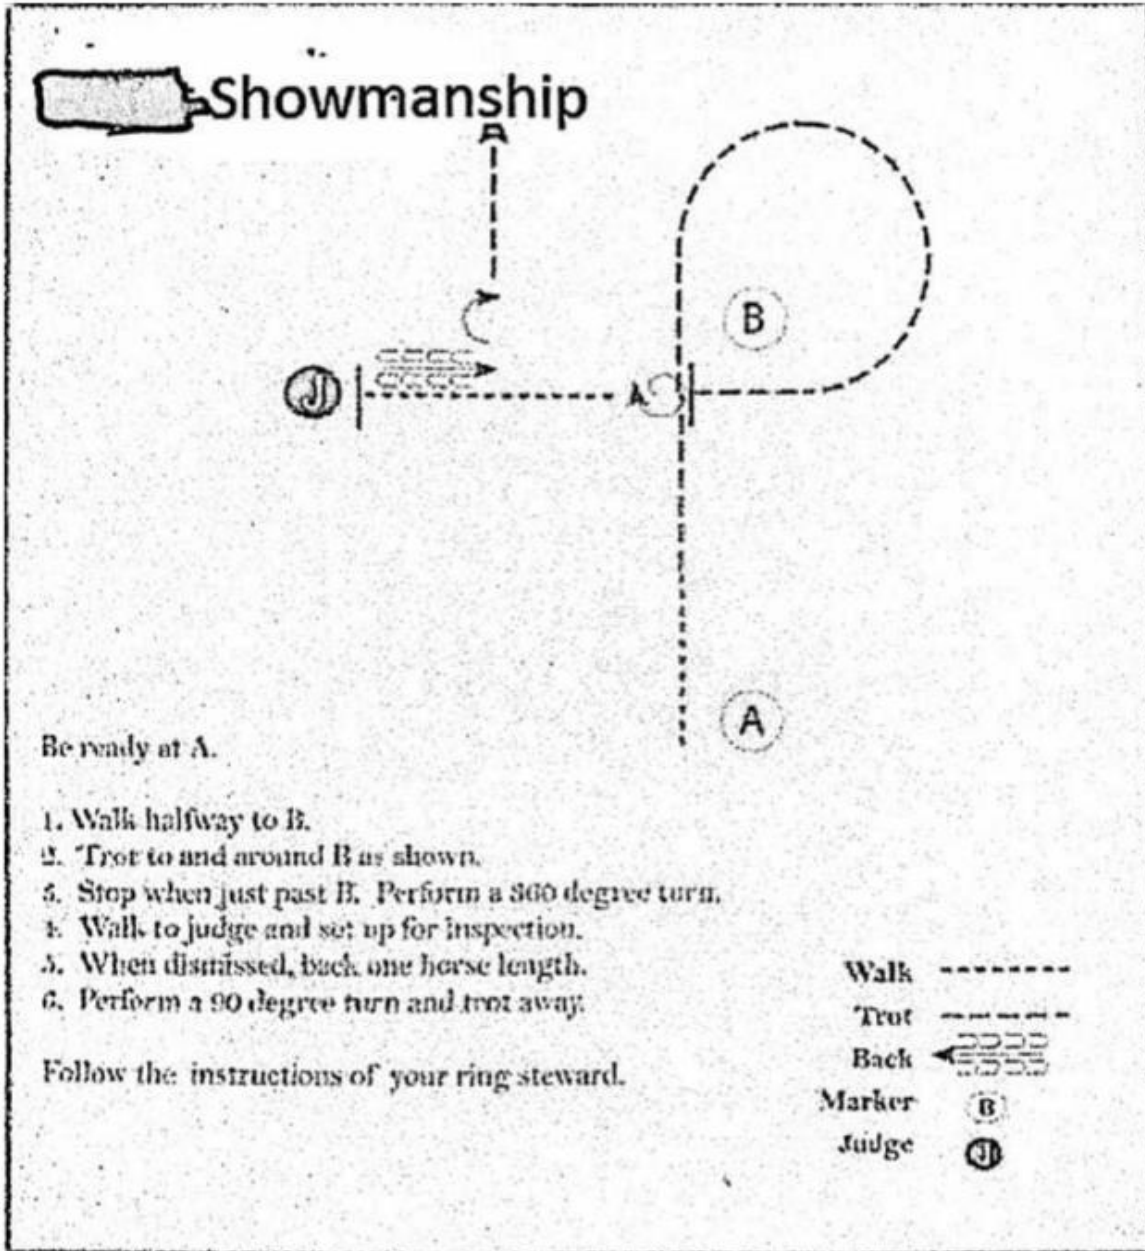 Showmanship
B
J
A
Be ready at A.
1. Walk halfway to B.
2. Trot to and around B as shown.
3. Stop when just past B. Perform a 360 degree turn.
4. Walk to judge and set up for inspection.
5. When dismissed, back one horse length.
6. Perform a 90 degree turn and trot away.
Follow the instructions of your ring steward.
Walk
Trot
Back
Marker B
Judge J